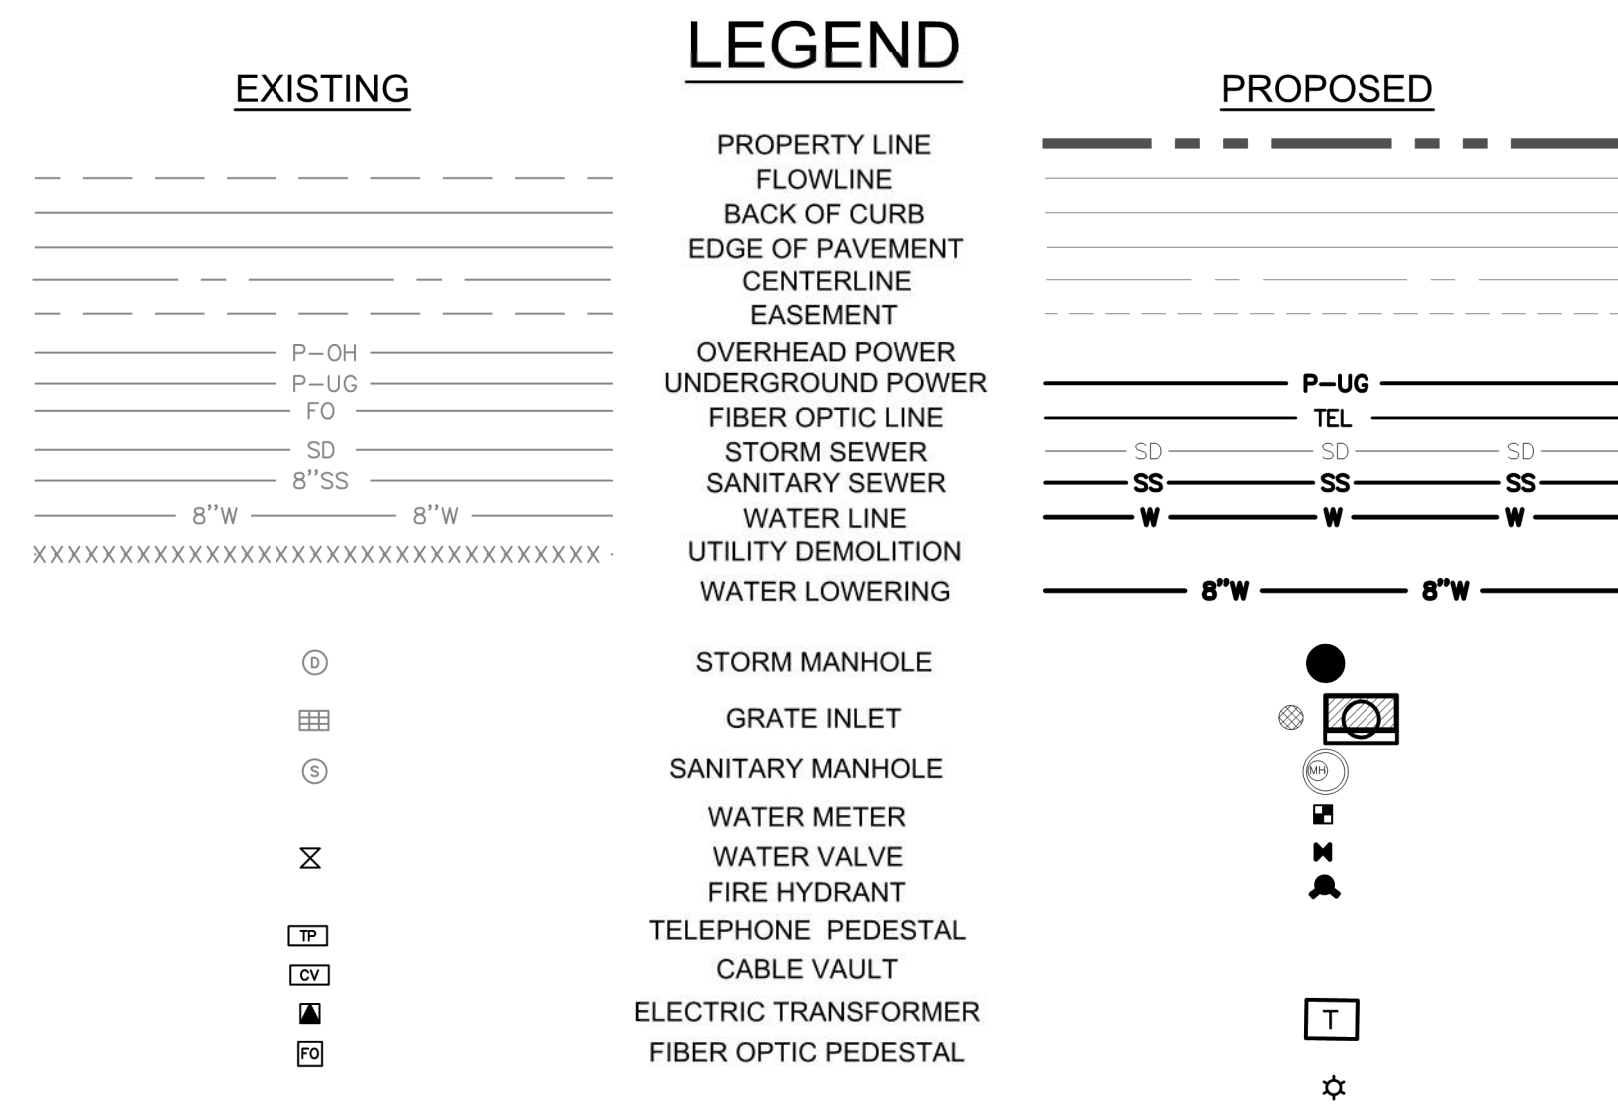 LEGEND
EXISTING PROPOSED
PROPERTY LINE
FLOWLINE
BACK OF CURB
EDGE OF PAVEMENT
CENTERLINE
EASEMENT
P-OH OVERHEAD POWER
P-UG UNDERGROUND POWER P-UG
FO FIBER OPTIC LINE TEL
SD STORM SEWER SD SD SD
8"SS SANITARY SEWER SS SS SS
8"W 8"W WATER LINE W W W
XXXXXXXXXXXXXXXXXXXXXXXXXXXXXXXXX UTILITY DEMOLITION
WATER LOWERING 8"W 8"W
D STORM MANHOLE
GRATE INLET
S SANITARY MANHOLE MH
WATER METER
WATER VALVE
FIRE HYDRANT
TP TELEPHONE PEDESTAL
CV CABLE VAULT
ELECTRIC TRANSFORMER T
FO FIBER OPTIC PEDESTAL